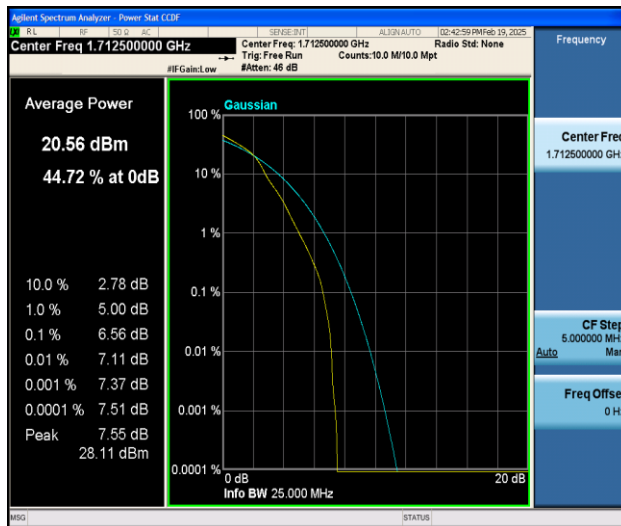 Agilent Spectrum Analyzer - Power Stat CCDF
RL RF 50 Ω AC SENSE:INT ALIGN AUTO 02:42:59 PM Feb 19, 2025
Center Freq 1.712500000 GHz
Center Freq: 1.712500000 GHz Radio Std: None
Trig: Free Run Counts:10.0 M/10.0 Mpt
#IFGain:Low #Atten: 46 dB
Frequency
Average Power
20.56 dBm
44.72 % at 0dB
10.0 % 2.78 dB
1.0 % 5.00 dB
0.1 % 6.56 dB
0.01 % 7.11 dB
0.001 % 7.37 dB
0.0001 % 7.51 dB
Peak 7.55 dB
28.11 dBm
Gaussian
100 %
10 %
1 %
0.1 %
0.01 %
0.001 %
0.0001 %
0 dB 20 dB
Info BW 25.000 MHz
Center Freq
1.712500000 GHz
CF Step
5.000000 MHz
Auto Man
Freq Offse
0 Hz
MSG STATUS